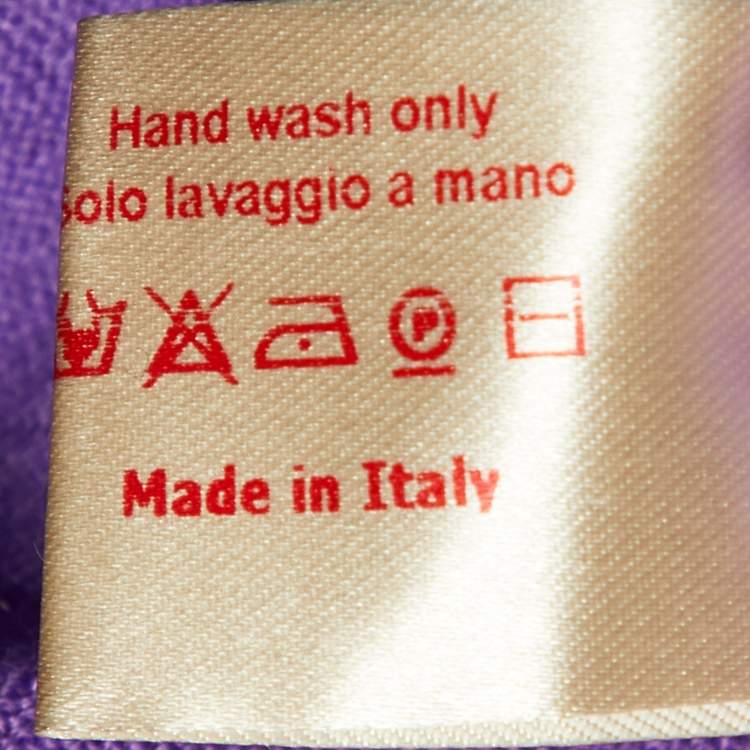 Hand wash only
Solo lavaggio a mano
P
Made in Italy